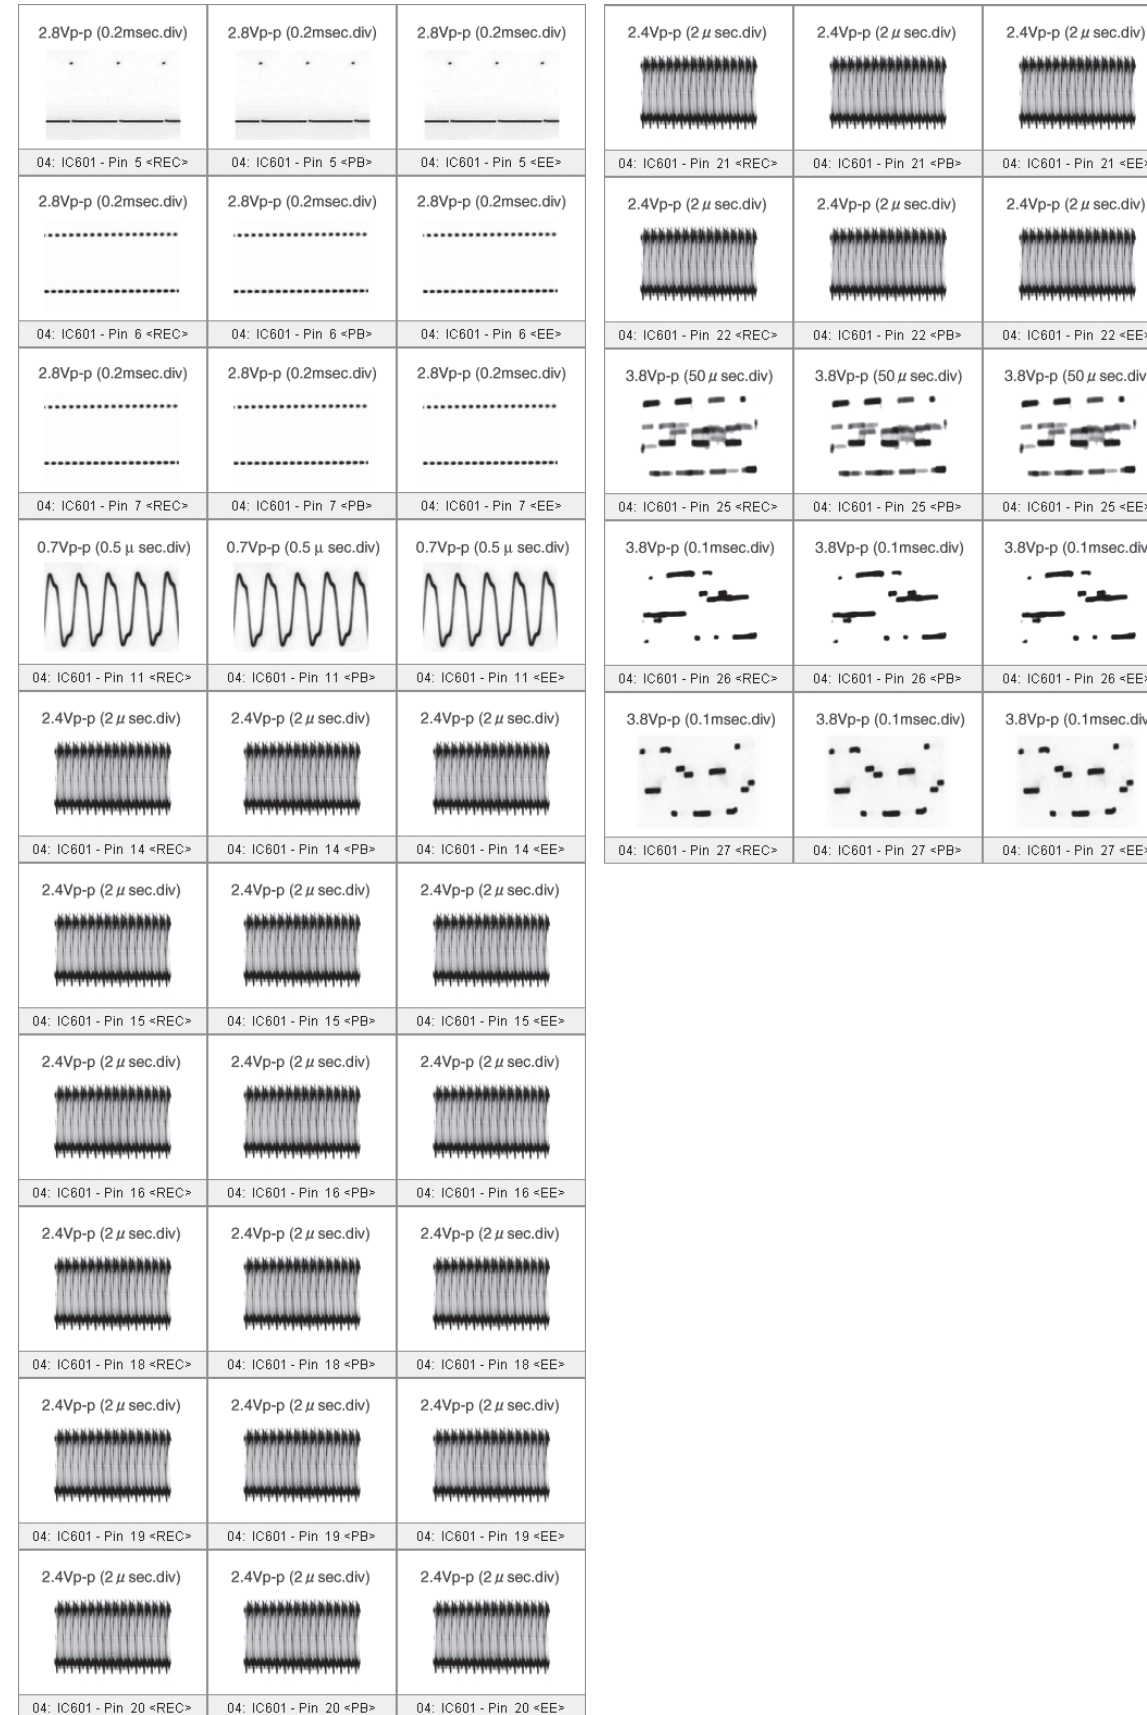 2.8Vp-p (0.2msec.div) 2.8Vp-p (0.2msec.div) 2.8Vp-p (0.2msec.div)
04: IC601 - Pin 5 <REC> 04: IC601 - Pin 5 <PB> 04: IC601 - Pin 5 <EE>
2.8Vp-p (0.2msec.div) 2.8Vp-p (0.2msec.div) 2.8Vp-p (0.2msec.div)
04: IC601 - Pin 6 <REC> 04: IC601 - Pin 6 <PB> 04: IC601 - Pin 6 <EE>
2.8Vp-p (0.2msec.div) 2.8Vp-p (0.2msec.div) 2.8Vp-p (0.2msec.div)
04: IC601 - Pin 7 <REC> 04: IC601 - Pin 7 <PB> 04: IC601 - Pin 7 <EE>
0.7Vp-p (0.5 μ sec.div) 0.7Vp-p (0.5 μ sec.div) 0.7Vp-p (0.5 μ sec.div)
04: IC601 - Pin 11 <REC> 04: IC601 - Pin 11 <PB> 04: IC601 - Pin 11 <EE>
2.4Vp-p (2 μ sec.div) 2.4Vp-p (2 μ sec.div) 2.4Vp-p (2 μ sec.div)
04: IC601 - Pin 14 <REC> 04: IC601 - Pin 14 <PB> 04: IC601 - Pin 14 <EE>
2.4Vp-p (2 μ sec.div) 2.4Vp-p (2 μ sec.div) 2.4Vp-p (2 μ sec.div)
04: IC601 - Pin 15 <REC> 04: IC601 - Pin 15 <PB> 04: IC601 - Pin 15 <EE>
2.4Vp-p (2 μ sec.div) 2.4Vp-p (2 μ sec.div) 2.4Vp-p (2 μ sec.div)
04: IC601 - Pin 16 <REC> 04: IC601 - Pin 16 <PB> 04: IC601 - Pin 16 <EE>
2.4Vp-p (2 μ sec.div) 2.4Vp-p (2 μ sec.div) 2.4Vp-p (2 μ sec.div)
04: IC601 - Pin 18 <REC> 04: IC601 - Pin 18 <PB> 04: IC601 - Pin 18 <EE>
2.4Vp-p (2 μ sec.div) 2.4Vp-p (2 μ sec.div) 2.4Vp-p (2 μ sec.div)
04: IC601 - Pin 19 <REC> 04: IC601 - Pin 19 <PB> 04: IC601 - Pin 19 <EE>
2.4Vp-p (2 μ sec.div) 2.4Vp-p (2 μ sec.div) 2.4Vp-p (2 μ sec.div)
04: IC601 - Pin 20 <REC> 04: IC601 - Pin 20 <PB> 04: IC601 - Pin 20 <EE>
2.4Vp-p (2 μ sec.div) 2.4Vp-p (2 μ sec.div) 2.4Vp-p (2 μ sec.div)
04: IC601 - Pin 21 <REC> 04: IC601 - Pin 21 <PB> 04: IC601 - Pin 21 <EE>
2.4Vp-p (2 μ sec.div) 2.4Vp-p (2 μ sec.div) 2.4Vp-p (2 μ sec.div)
04: IC601 - Pin 22 <REC> 04: IC601 - Pin 22 <PB> 04: IC601 - Pin 22 <EE>
3.8Vp-p (50 μ sec.div) 3.8Vp-p (50 μ sec.div) 3.8Vp-p (50 μ sec.div
04: IC601 - Pin 25 <REC> 04: IC601 - Pin 25 <PB> 04: IC601 - Pin 25 <EE>
3.8Vp-p (0.1msec.div) 3.8Vp-p (0.1msec.div) 3.8Vp-p (0.1msec.div
04: IC601 - Pin 26 <REC> 04: IC601 - Pin 26 <PB> 04: IC601 - Pin 26 <EE>
3.8Vp-p (0.1msec.div) 3.8Vp-p (0.1msec.div) 3.8Vp-p (0.1msec.div
04: IC601 - Pin 27 <REC> 04: IC601 - Pin 27 <PB> 04: IC601 - Pin 27 <EE>